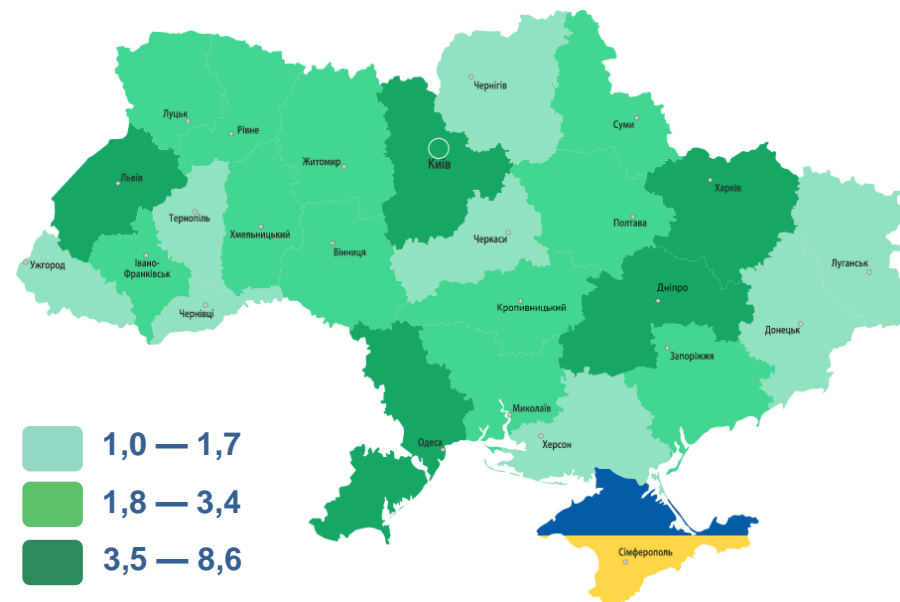 Чернігів
Луцьк
Суми
Рівне
Київ
Житомир
Львів
Харків
Тернопіль
Полтава
Хмельницький
Черкаси
Вінниця
Ужгород
Івано-
Франківськ
Луганськ
Дніпро
Кропивницький
Чернівці
Донецьк
Запоріжжя
Миколаїв
Одеса
Херсон
Сімферополь
1,0 — 1,7
1,8 — 3,4
3,5 — 8,6